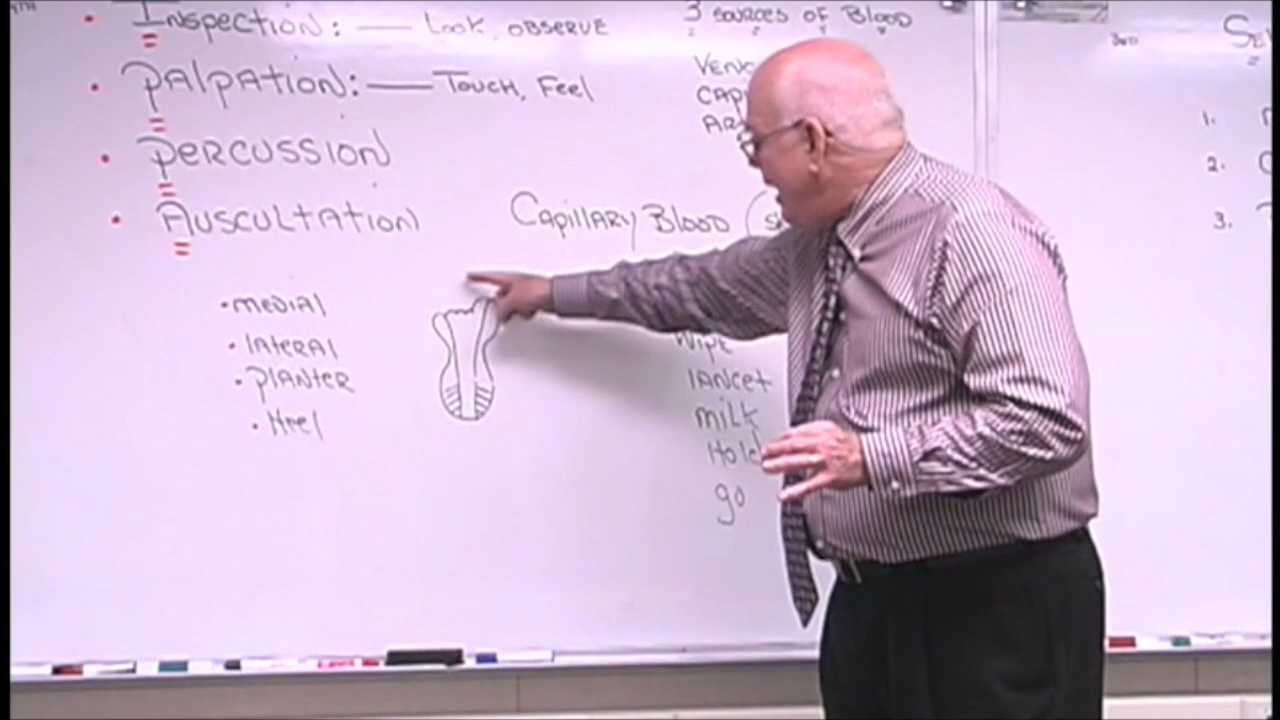 • Inspection: — Look, observe
• Palpation: — Touch, Feel
• Percussion
• Auscultation
3 sources of Blood
Capillary Blood
• medial
• lateral
• planter
• Heel
wipe
lancet
milk
Hold
go
1.
2.
3.